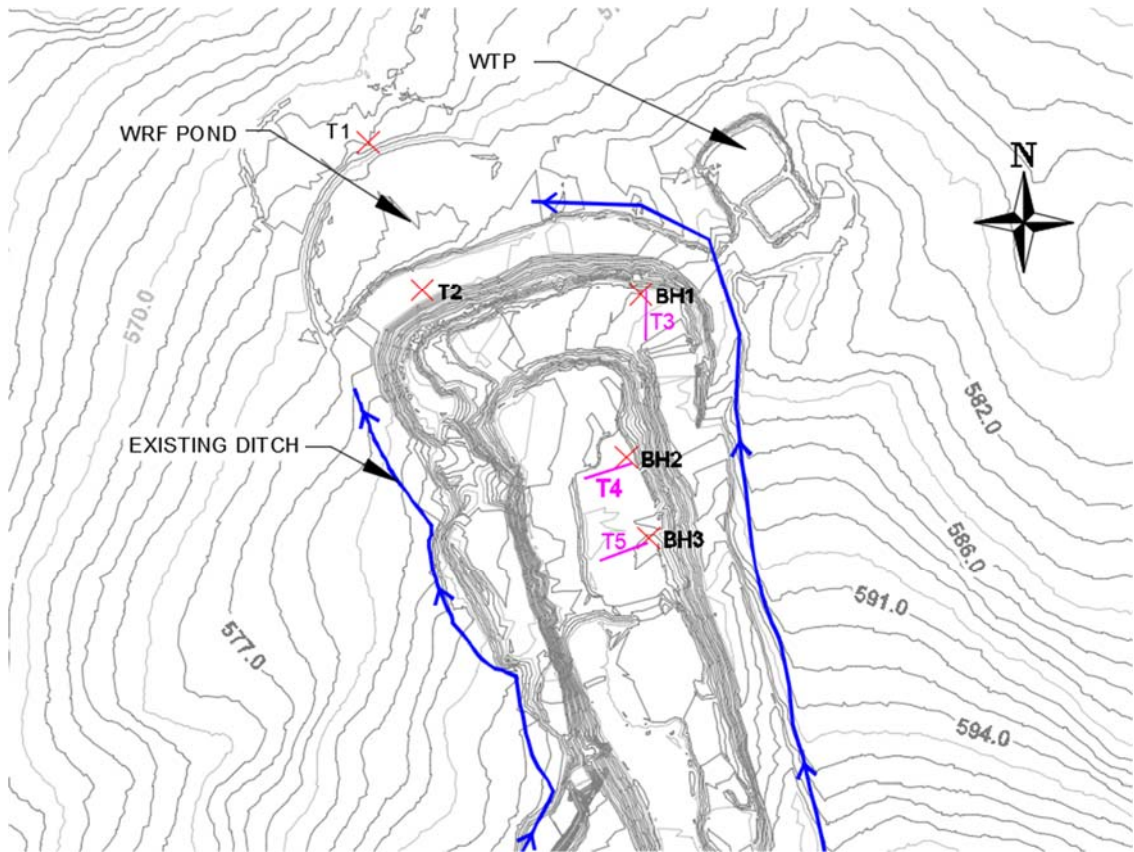 WTP
WRF POND
T1
N
570.0
T2
BH1
T3
582.0
EXISTING DITCH
BH2
T4
T5
BH3
586.0
591.0
577.0
594.0